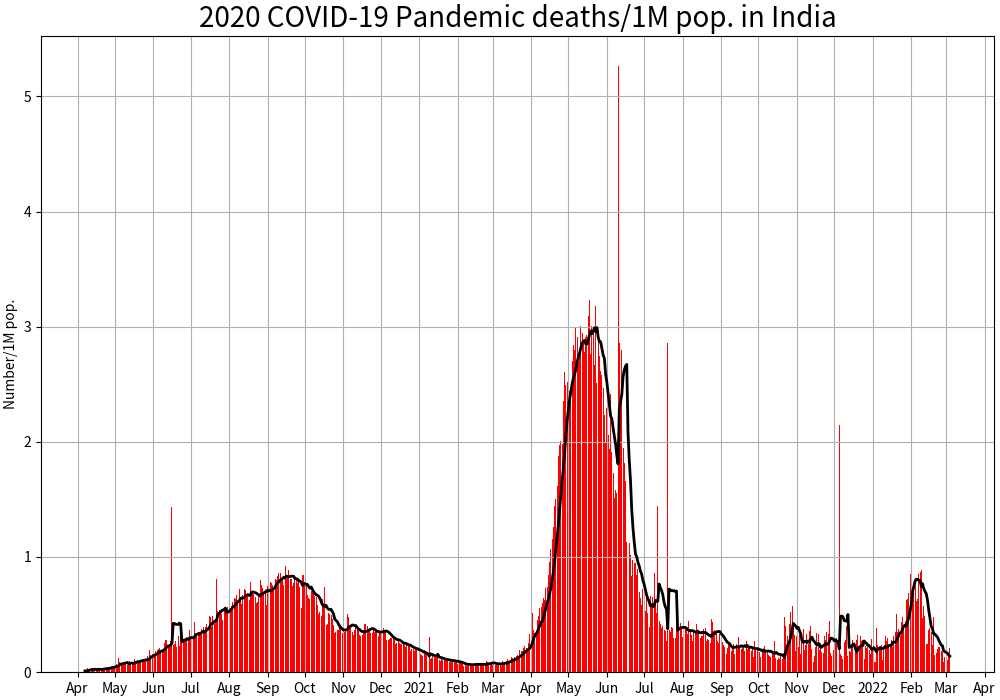 2020 COVID-19 Pandemic deaths/1M pop. in India
Number/1M pop.
5
4
3
2
1
0
Apr May Jun Jul Aug Sep Oct Nov Dec 2021 Feb Mar Apr May Jun Jul Aug Sep Oct Nov Dec 2022 Feb Mar Apr